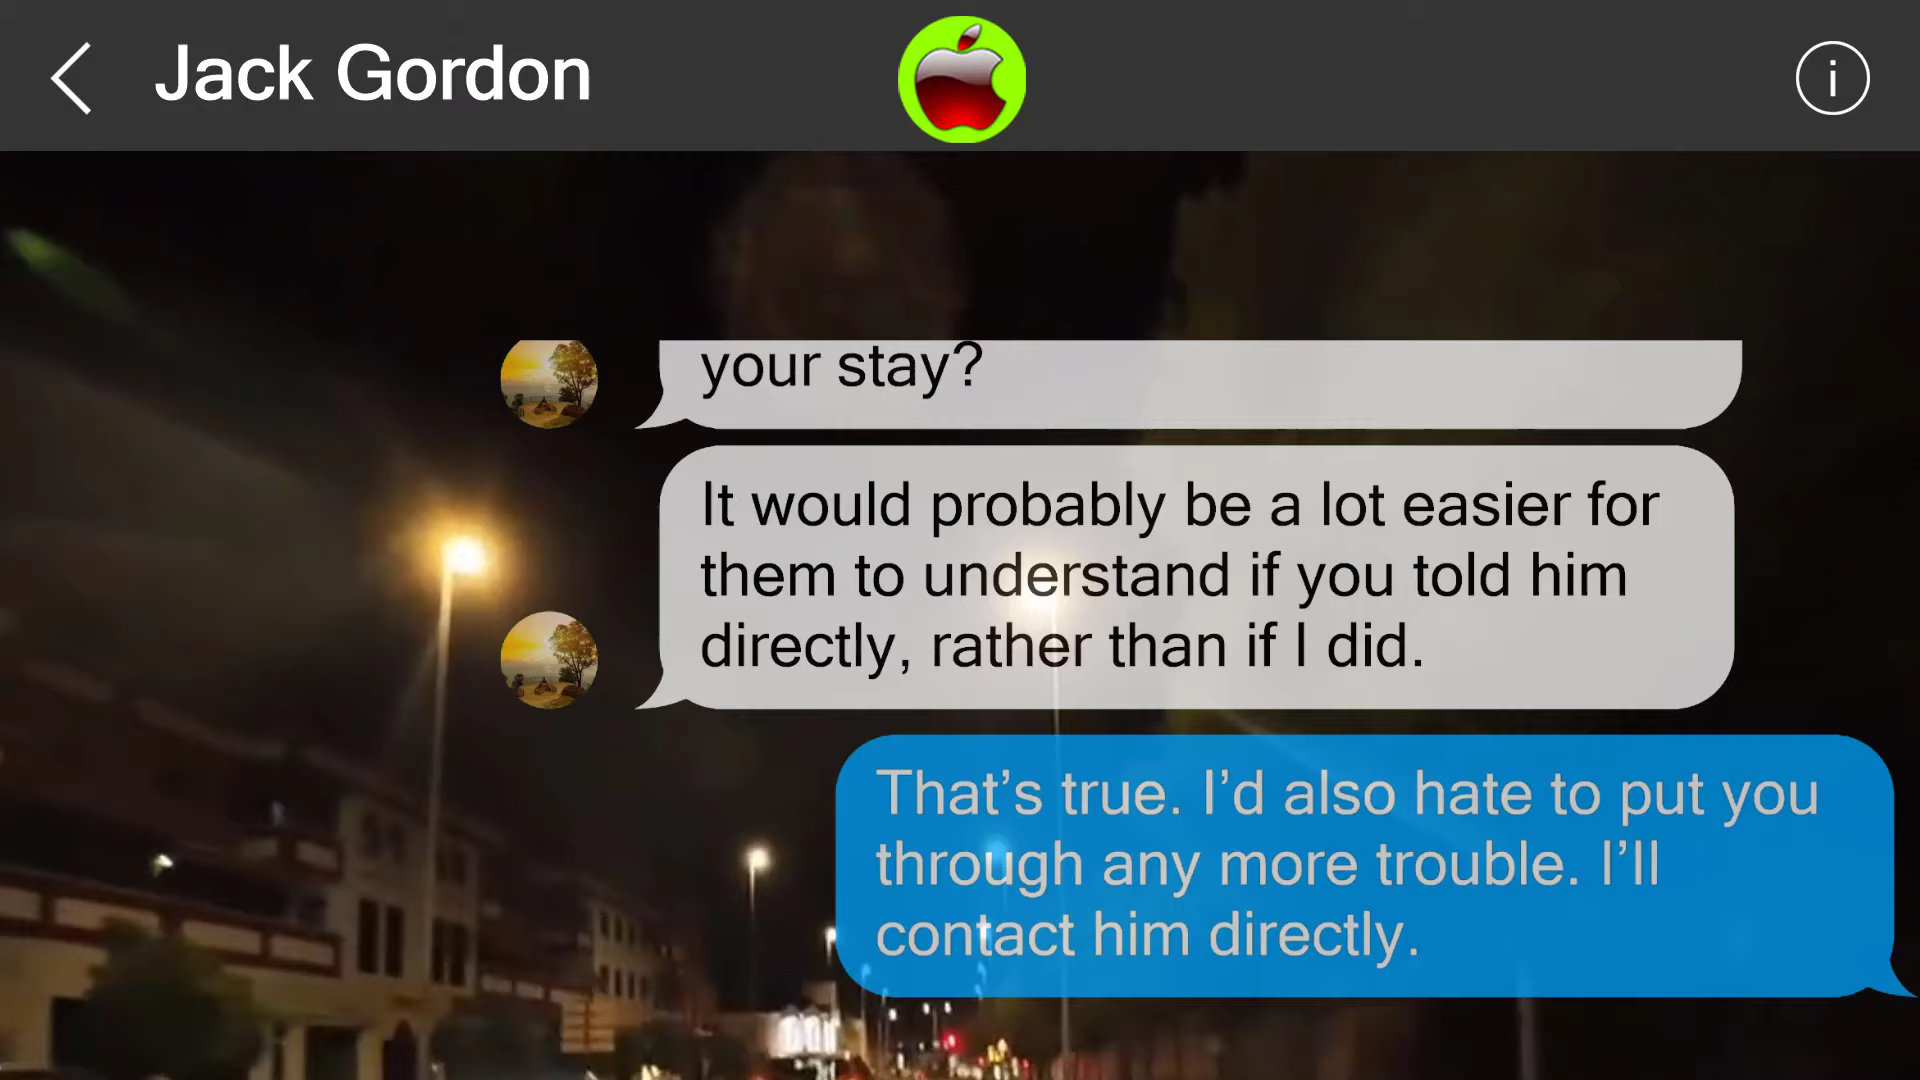 Jack Gordon
your stay?
It would probably be a lot easier for
them to understand if you told him
directly, rather than if I did.
That’s true. I’d also hate to put you
through any more trouble. I’ll
contact him directly.